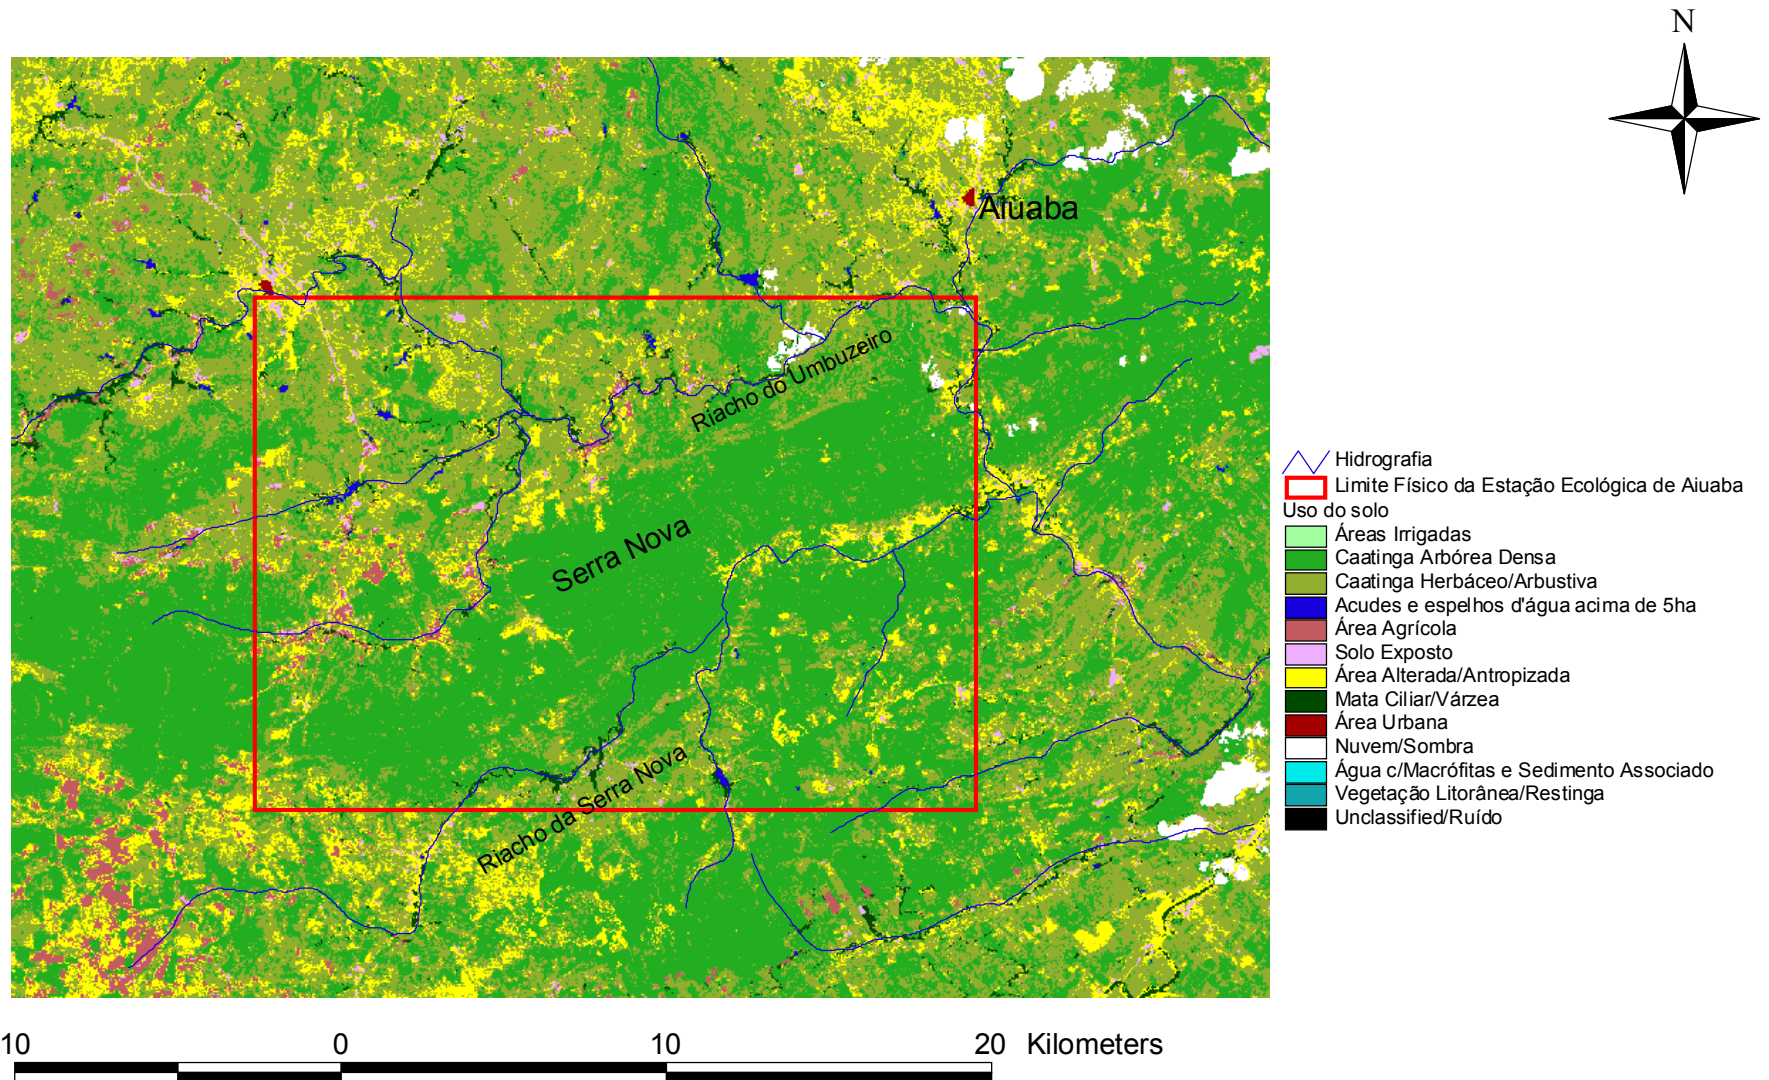 N
Aiuaba
Riacho do Umbuzeiro
Serra Nova
Riacho da Serra Nova
Hidrografia
Limite Físico da Estação Ecológica de Aiuaba
Uso do solo
Áreas Irrigadas
Caatinga Arbórea Densa
Caatinga Herbáceo/Arbustiva
Acudes e espelhos d'água acima de 5ha
Área Agrícola
Solo Exposto
Área Alterada/Antropizada
Mata Ciliar/Várzea
Área Urbana
Nuvem/Sombra
Água c/Macrófitas e Sedimento Associado
Vegetação Litorânea/Restinga
Unclassified/Ruído
10 0 10 20 Kilometers